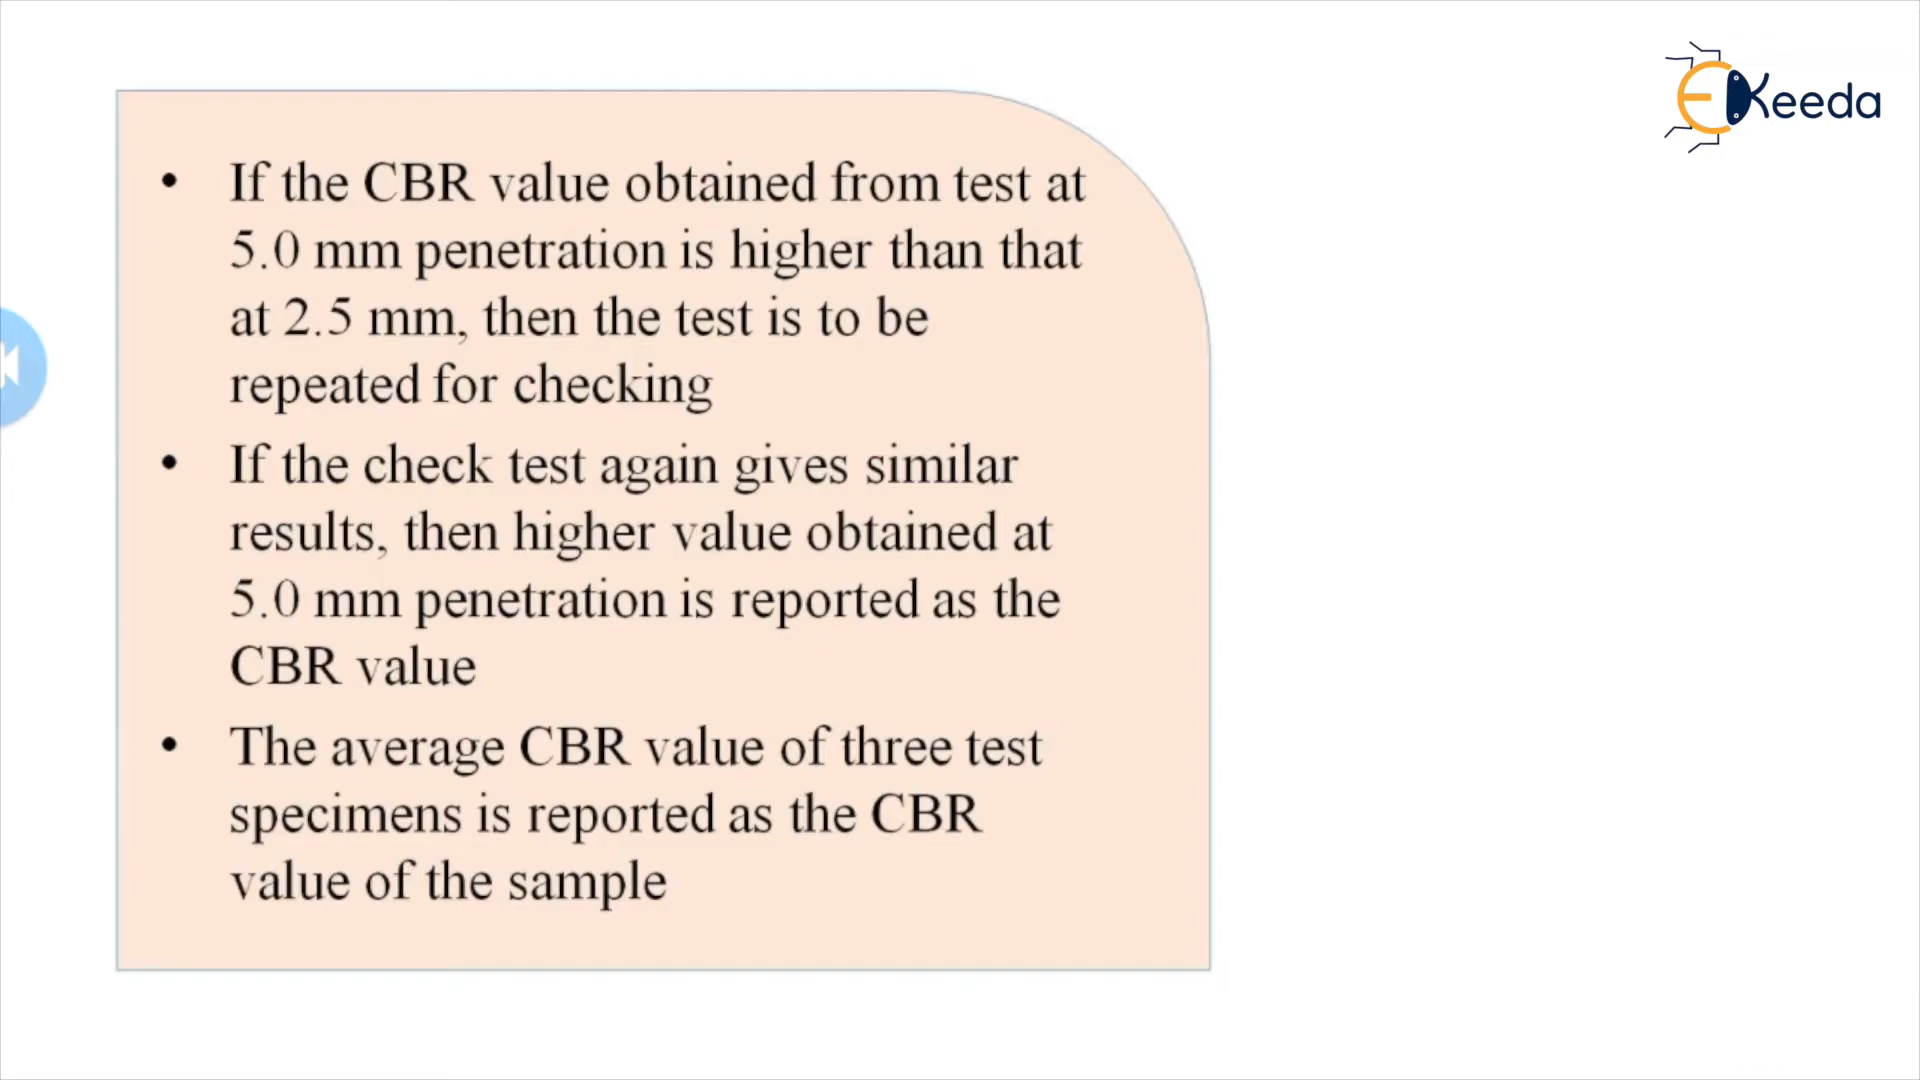 EKeeda
• If the CBR value obtained from test at
5.0 mm penetration is higher than that
at 2.5 mm, then the test is to be
repeated for checking
• If the check test again gives similar
results, then higher value obtained at
5.0 mm penetration is reported as the
CBR value
• The average CBR value of three test
specimens is reported as the CBR
value of the sample